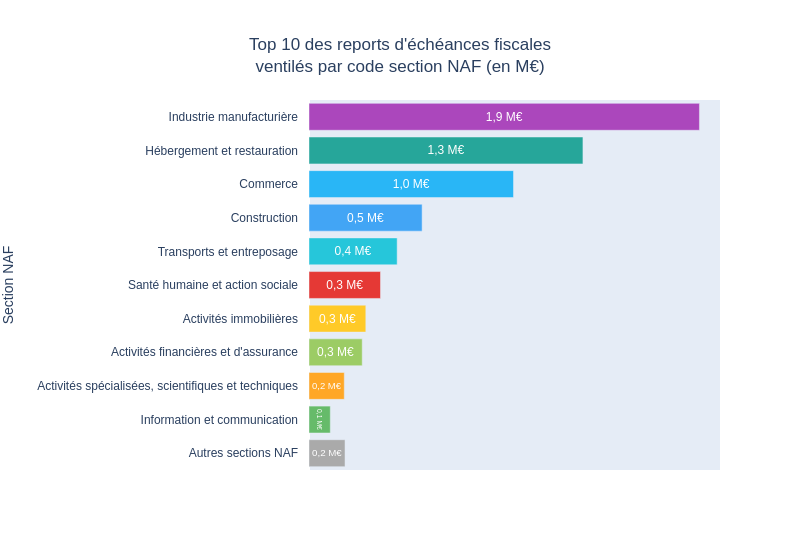 Top 10 des reports d'échéances fiscales
ventilés par code section NAF (en M€)
Section NAF
Industrie manufacturière 1,9 M€
Hébergement et restauration 1,3 M€
Commerce 1,0 M€
Construction 0,5 M€
Transports et entreposage 0,4 M€
Santé humaine et action sociale 0,3 M€
Activités immobilières 0,3 M€
Activités financières et d'assurance 0,3 M€
Activités spécialisées, scientifiques et techniques 0,2 M€
Information et communication 0,1 M€
Autres sections NAF 0,2 M€